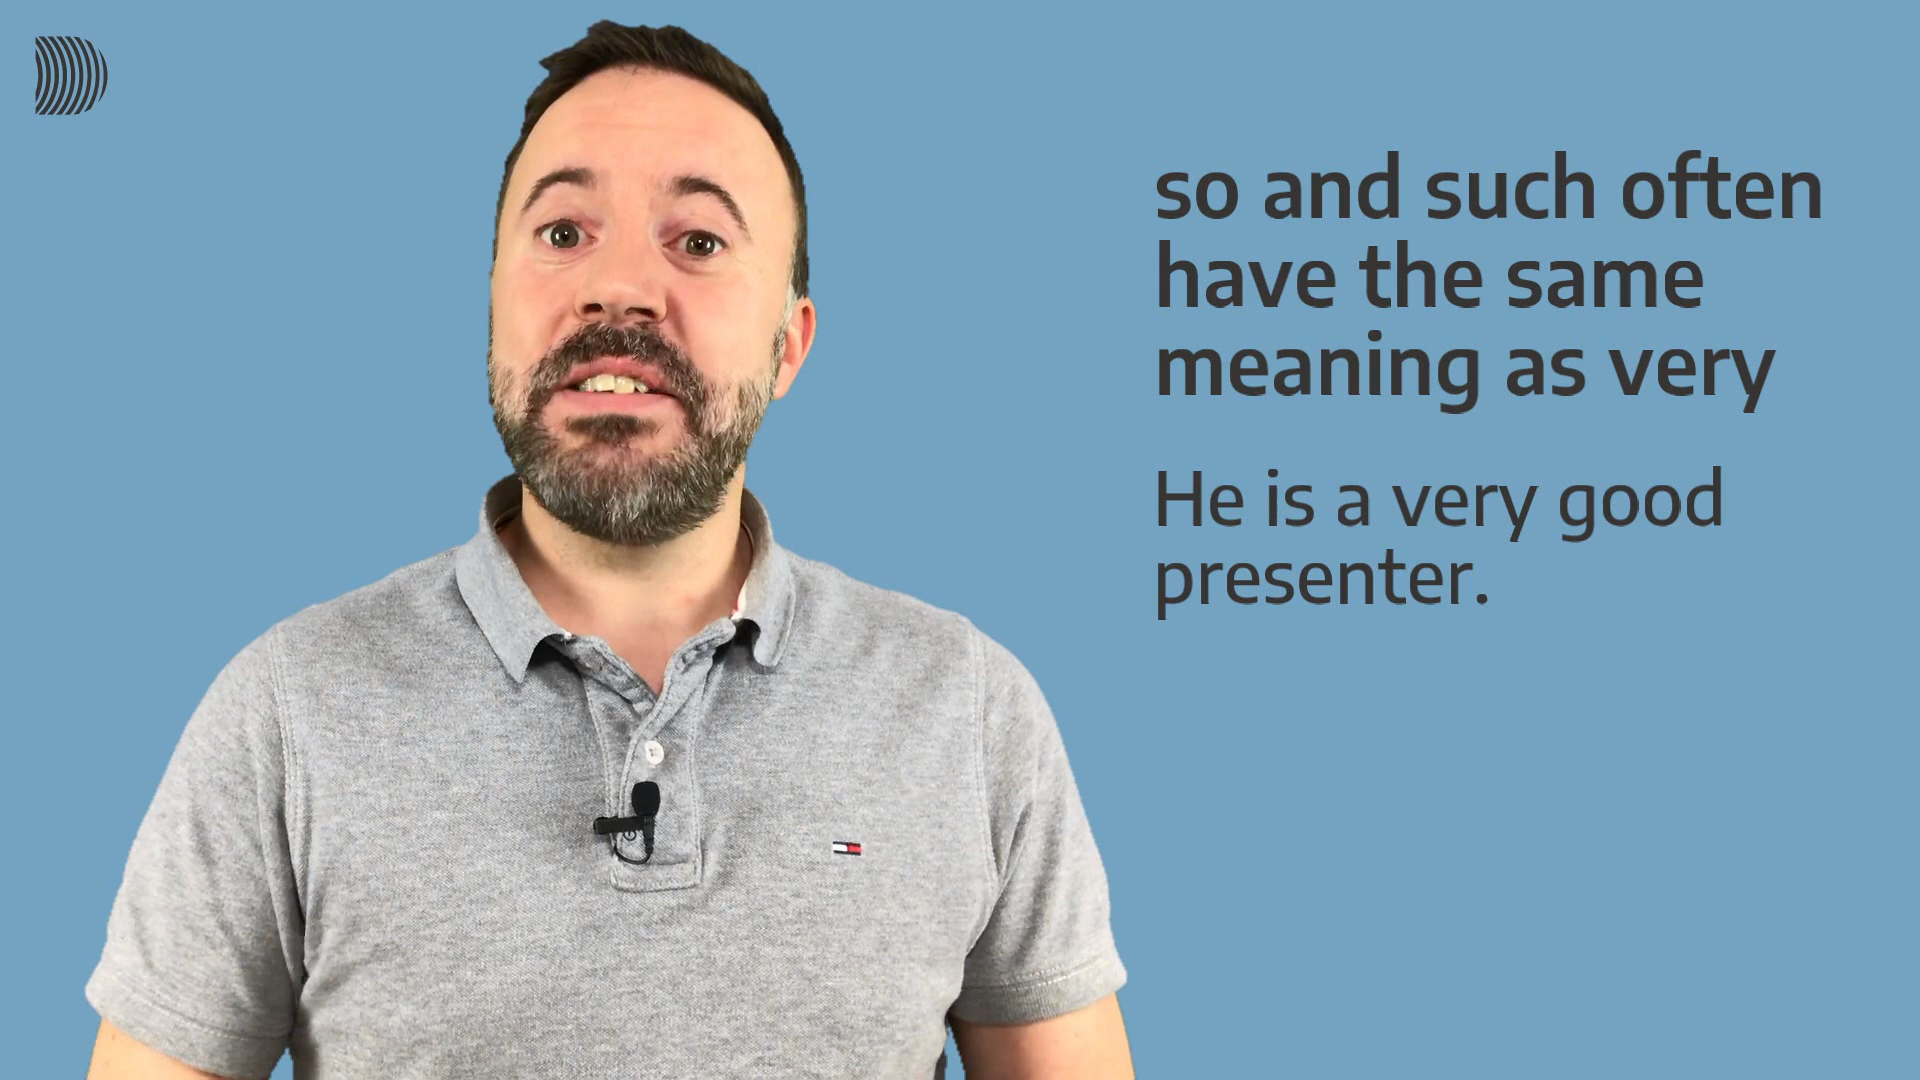 so and such often
have the same
meaning as very
He is a very good
presenter.